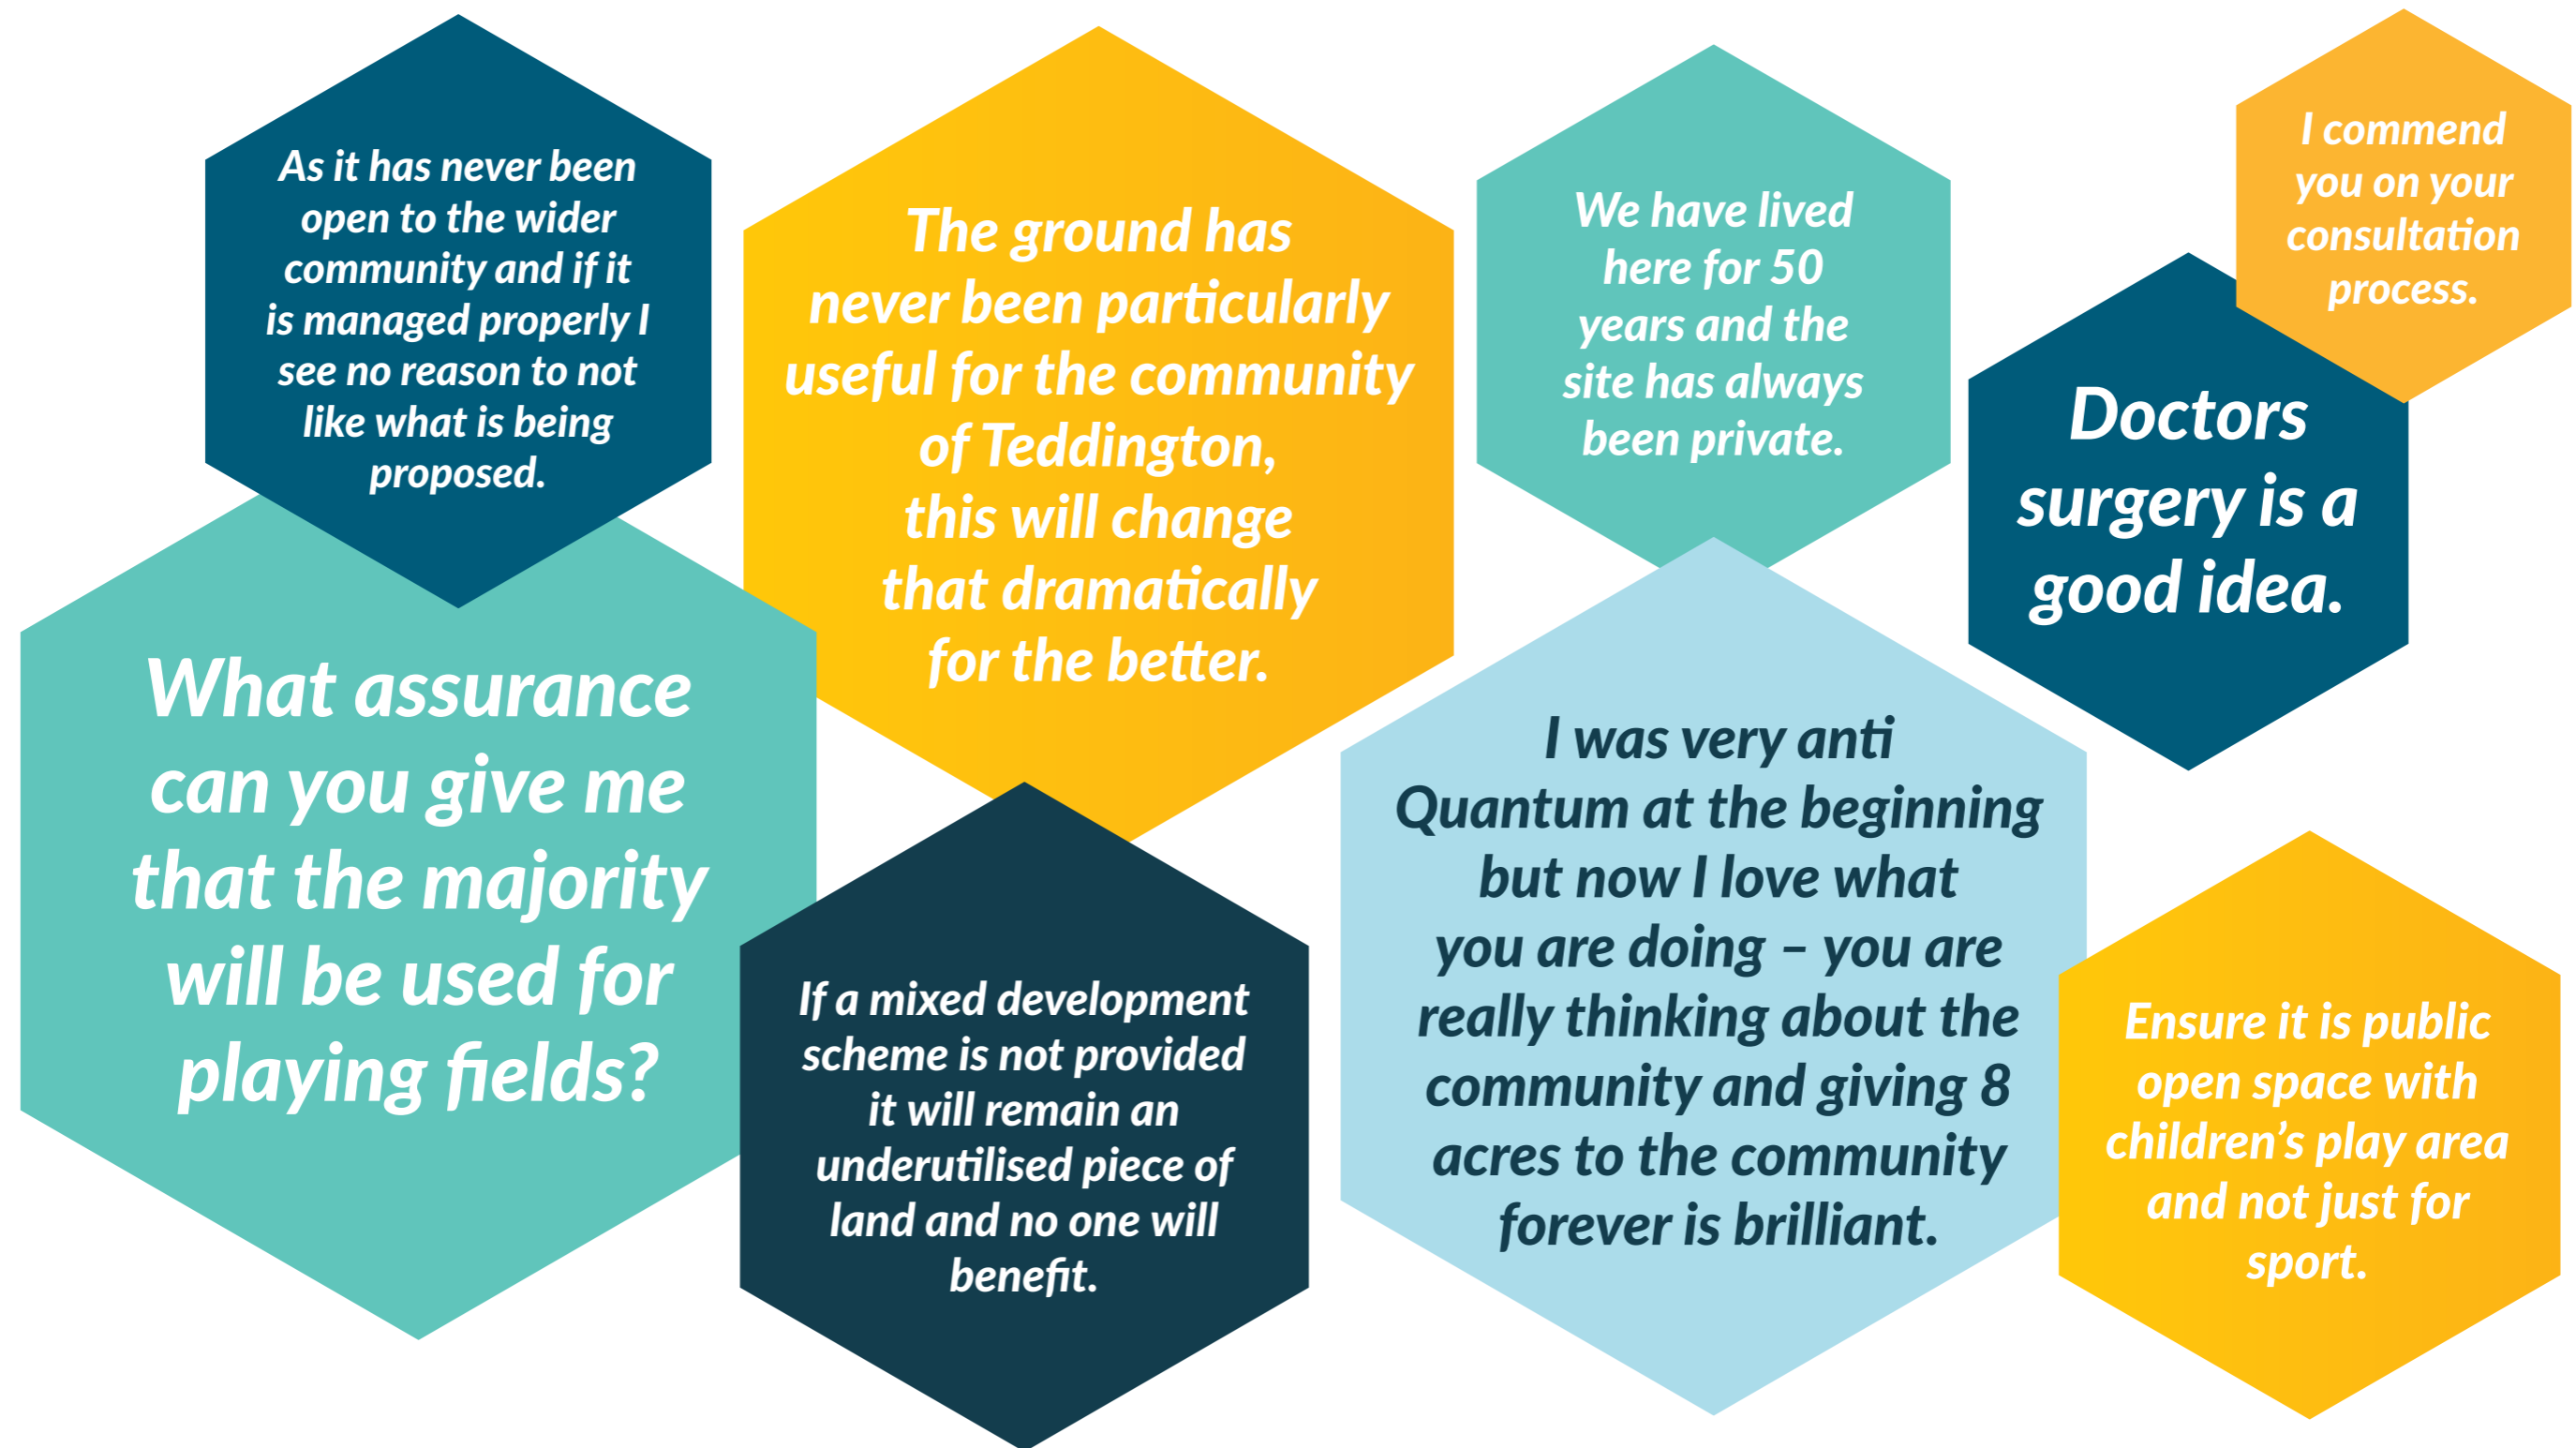 As it has never been
open to the wider
community and if it
is managed properly I
see no reason to not
like what is being
proposed.
The ground has
never been particularly
useful for the community
of Teddington,
this will change
that dramatically
for the better.
We have lived
here for 50
years and the
site has always
been private.
I commend
you on your
consultation
process.
Doctors
surgery is a
good idea.
What assurance
can you give me
that the majority
will be used for
playing fields?
If a mixed development
scheme is not provided
it will remain an
underutilised piece of
land and no one will
benefit.
I was very anti
Quantum at the beginning
but now I love what
you are doing – you are
really thinking about the
community and giving 8
acres to the community
forever is brilliant.
Ensure it is public
open space with
children’s play area
and not just for
sport.